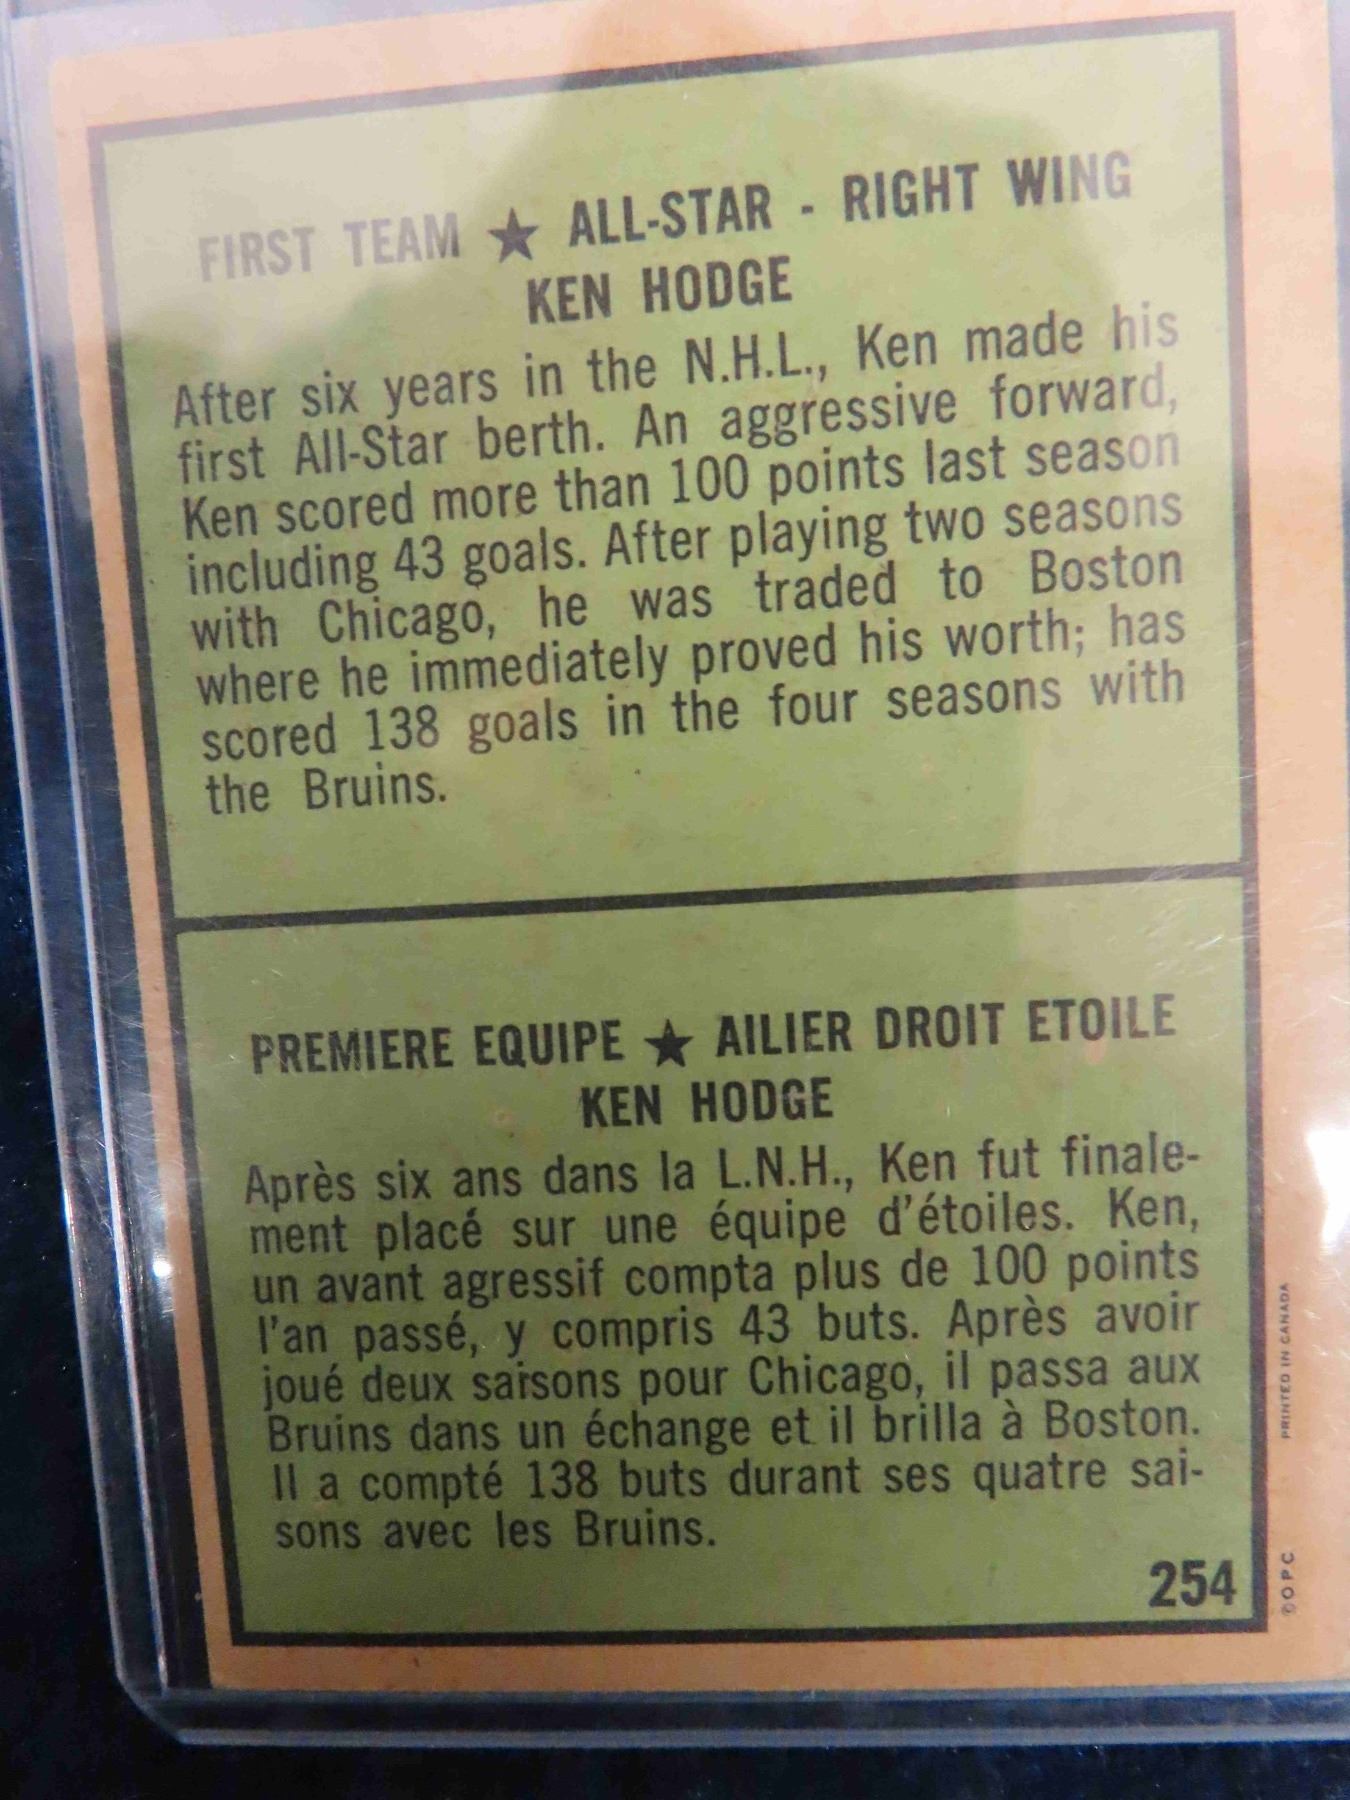 FIRST TEAM ★ ALL-STAR - RIGHT WING
KEN HODGE
After six years in the N.H.L., Ken made his
first All-Star berth. An aggressive forward,
Ken scored more than 100 points last season
including 43 goals. After playing two seasons
with Chicago, he was traded to Boston
where he immediately proved his worth; has
scored 138 goals in the four seasons with
the Bruins.
PREMIERE EQUIPE ★ AILIER DROIT ETOILE
KEN HODGE
Après six ans dans la L.N.H., Ken fut finale-
ment placé sur une équipe d'étoiles. Ken,
un avant agressif compta plus de 100 points
l'an passé, y compris 43 buts. Après avoir
joué deux saisons pour Chicago, il passa aux
Bruins dans un échange et il brilla à Boston.
Il a compté 138 buts durant ses quatre sai-
sons avec les Bruins.
254
©OPC PRINTED IN CANADA